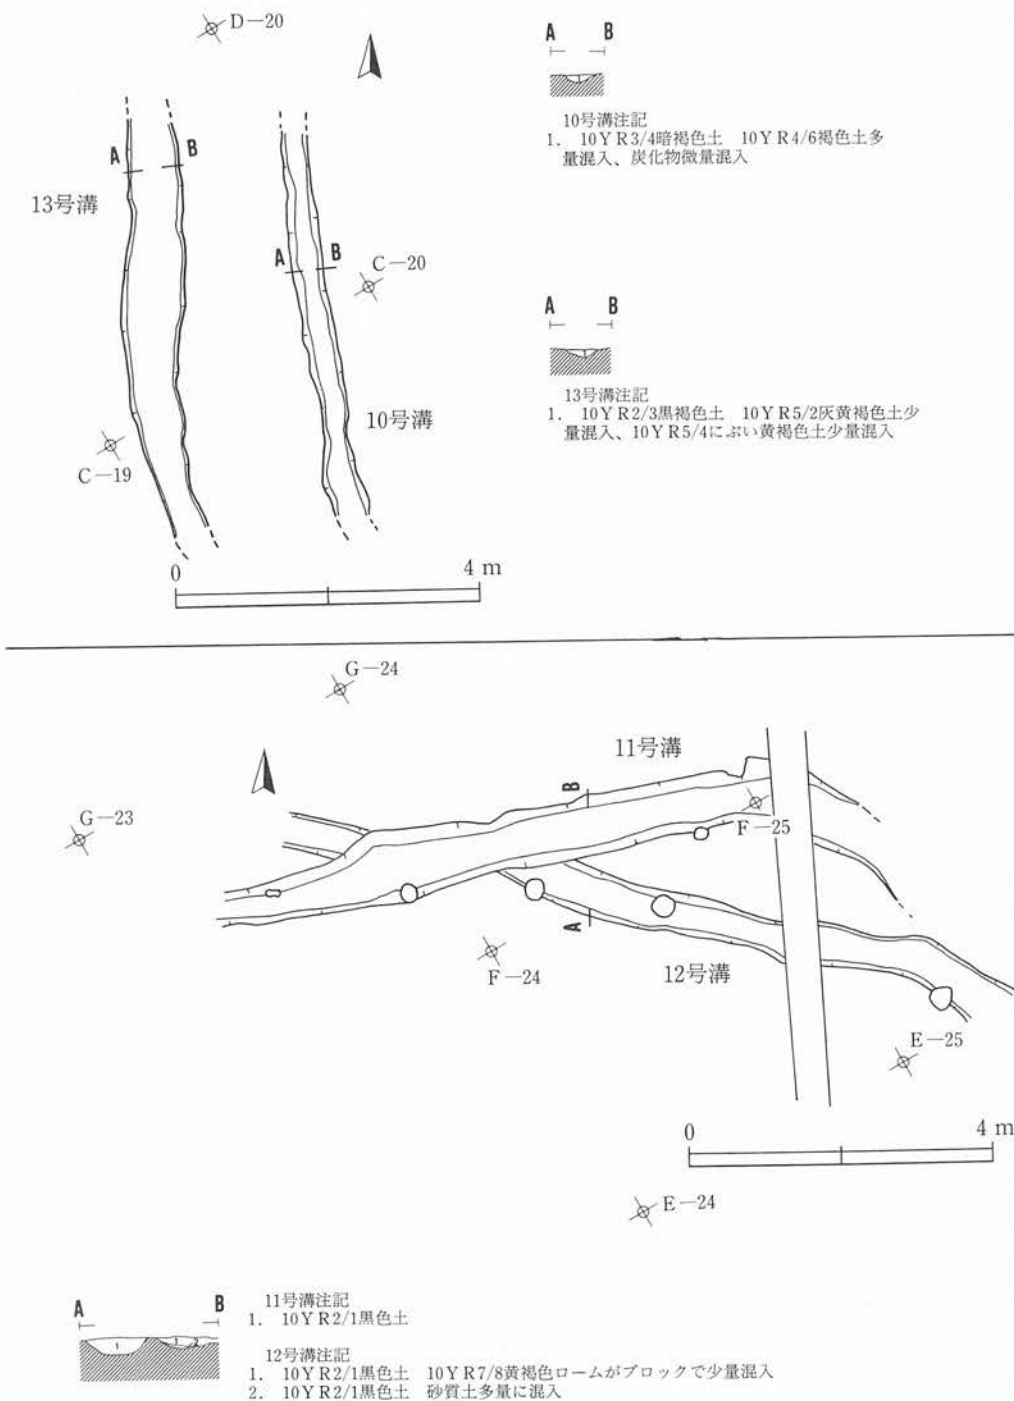 D—20
A B
13号溝
A B
C—20
10号溝
C—19
0 4 m
A B
10号溝注記
1. 10YR3/4暗褐色土 10YR4/6褐色土多
量混入、炭化物微量混入
A B
13号溝注記
1. 10YR2/3黒褐色土 10YR5/2灰黄褐色土少
量混入、10YR5/4にぶい黄褐色土少量混入
G—24
11号溝
B
G—23
F—25
A
F—24
12号溝
E—25
0 4 m
E—24
A B
1 1 2
11号溝注記
1. 10YR2/1黒色土
12号溝注記
1. 10YR2/1黒色土 10YR7/8黄褐色ロームがブロックで少量混入
2. 10YR2/1黒色土 砂質土多量に混入